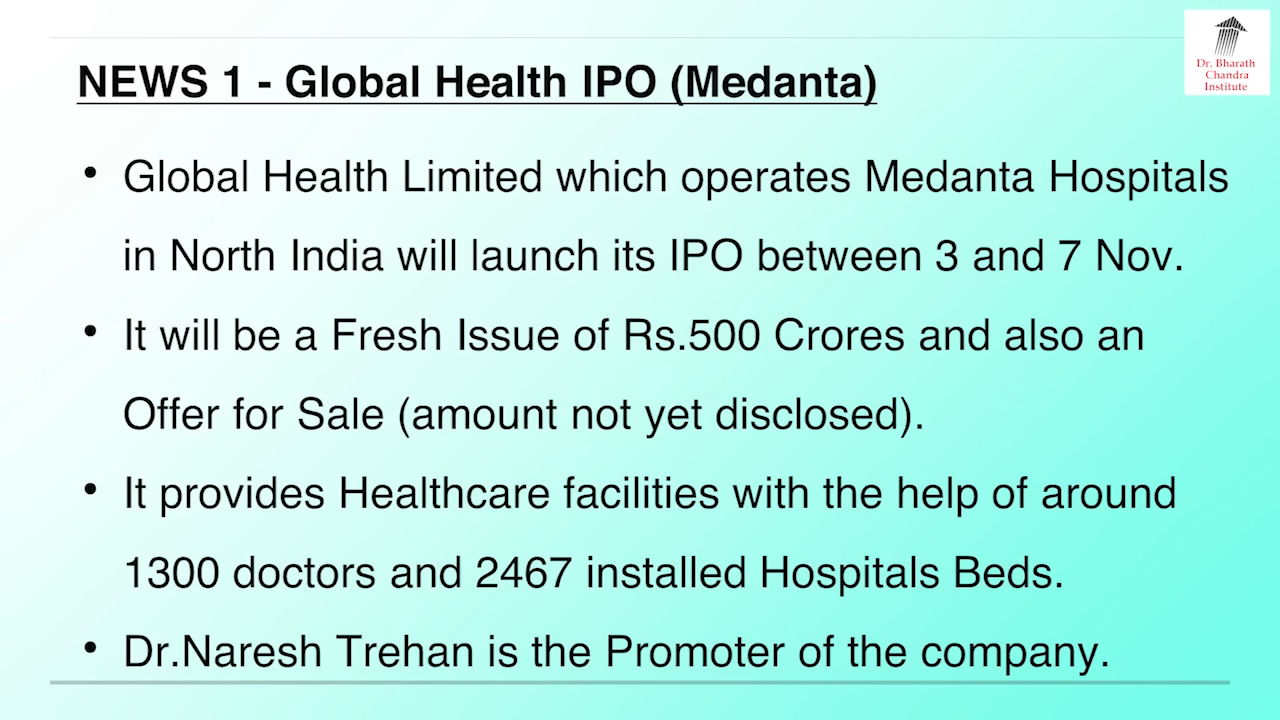 Dr. Bharath
Chandra
Institute
NEWS 1 - Global Health IPO (Medanta)
• Global Health Limited which operates Medanta Hospitals
in North India will launch its IPO between 3 and 7 Nov.
• It will be a Fresh Issue of Rs.500 Crores and also an
Offer for Sale (amount not yet disclosed).
• It provides Healthcare facilities with the help of around
1300 doctors and 2467 installed Hospitals Beds.
• Dr.Naresh Trehan is the Promoter of the company.